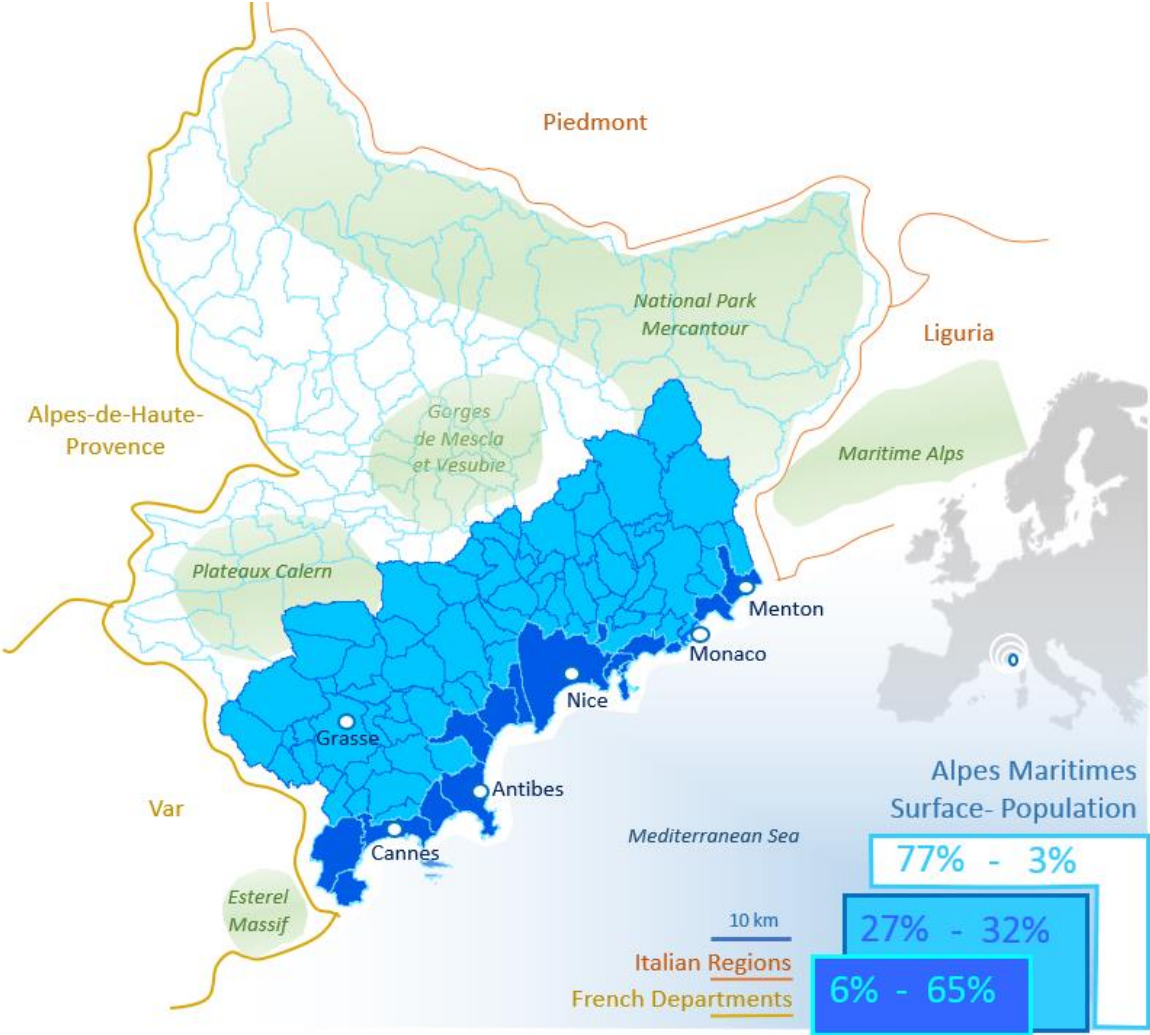 Piedmont
National Park
Mercantour
Liguria
Alpes-de-Haute-
Provence
Gorges
de Mescla
et Vesubie
Maritime Alps
Plateaux Calern
Menton
Monaco
Nice
Grasse
Antibes
Cannes
Var
Mediterranean Sea
Esterel
Massif
Alpes Maritimes
Surface- Population
77% - 3%
27% - 32%
6% - 65%
10 km
Italian Regions
French Departments